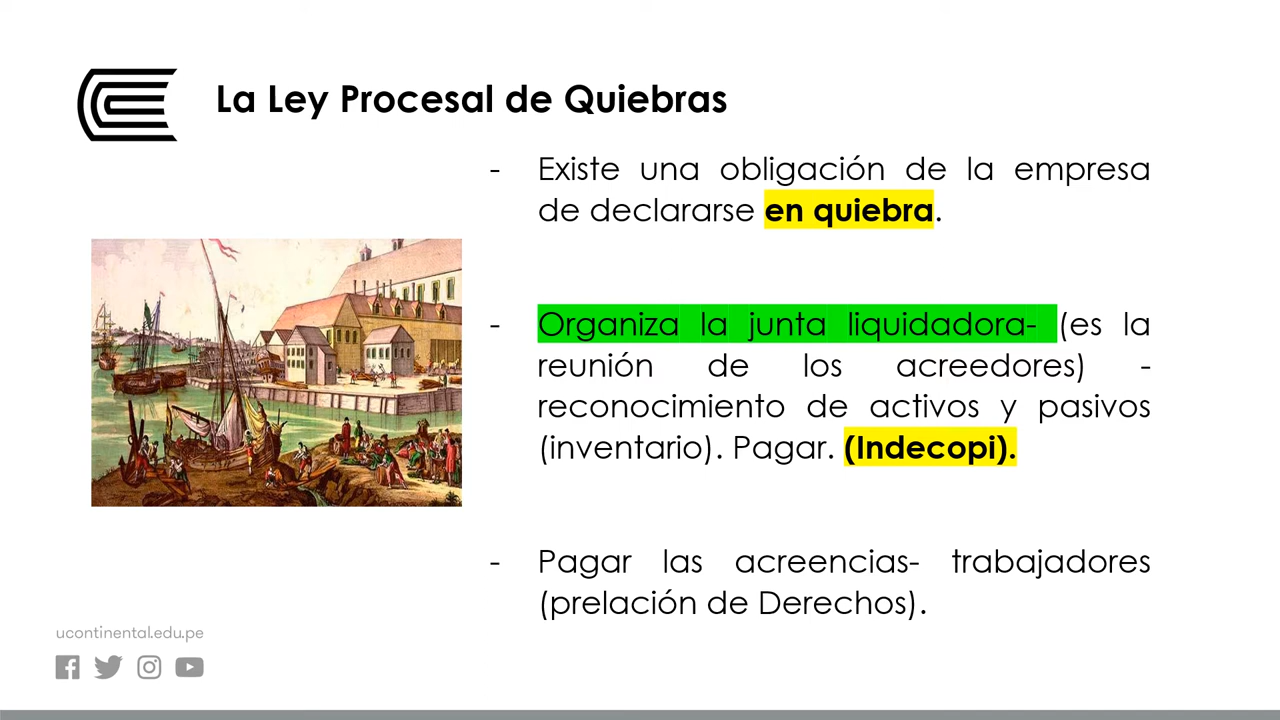 La Ley Procesal de Quiebras
- Existe una obligación de la empresa
de declararse en quiebra.
- Organiza la junta liquidadora- (es la
reunión de los acreedores) -
reconocimiento de activos y pasivos
(inventario). Pagar. (Indecopi).
- Pagar las acreencias- trabajadores
(prelación de Derechos).
ucontinental.edu.pe